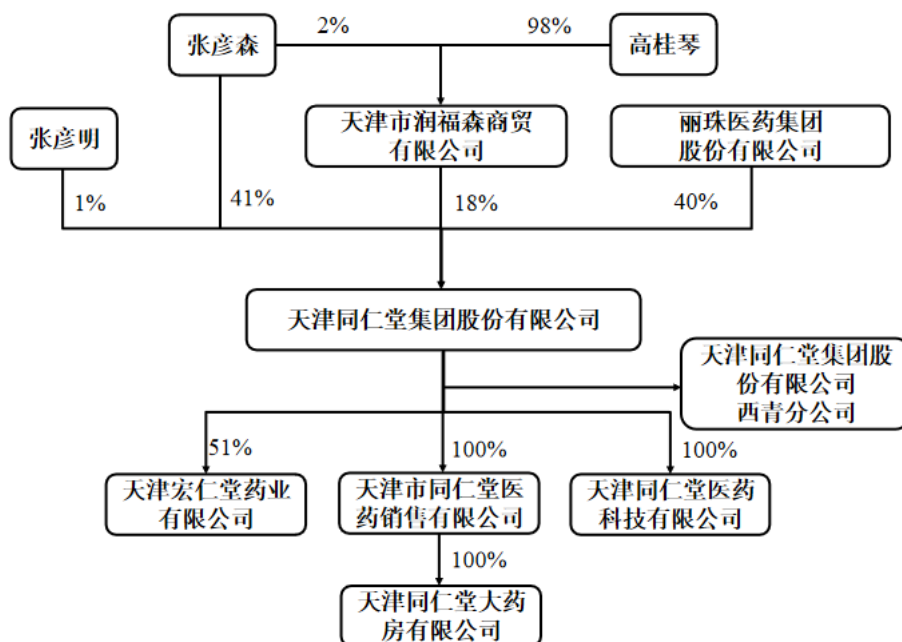 张彦森
2%
98%
高桂琴
张彦明
天津市润福森商贸
有限公司
丽珠医药集团
股份有限公司
1%
41%
18%
40%
天津同仁堂集团股份有限公司
天津同仁堂集团股
份有限公司
西青分公司
51%
100%
100%
天津宏仁堂药业
有限公司
天津市同仁堂医
药销售有限公司
天津同仁堂医药
科技有限公司
100%
天津同仁堂大药
房有限公司